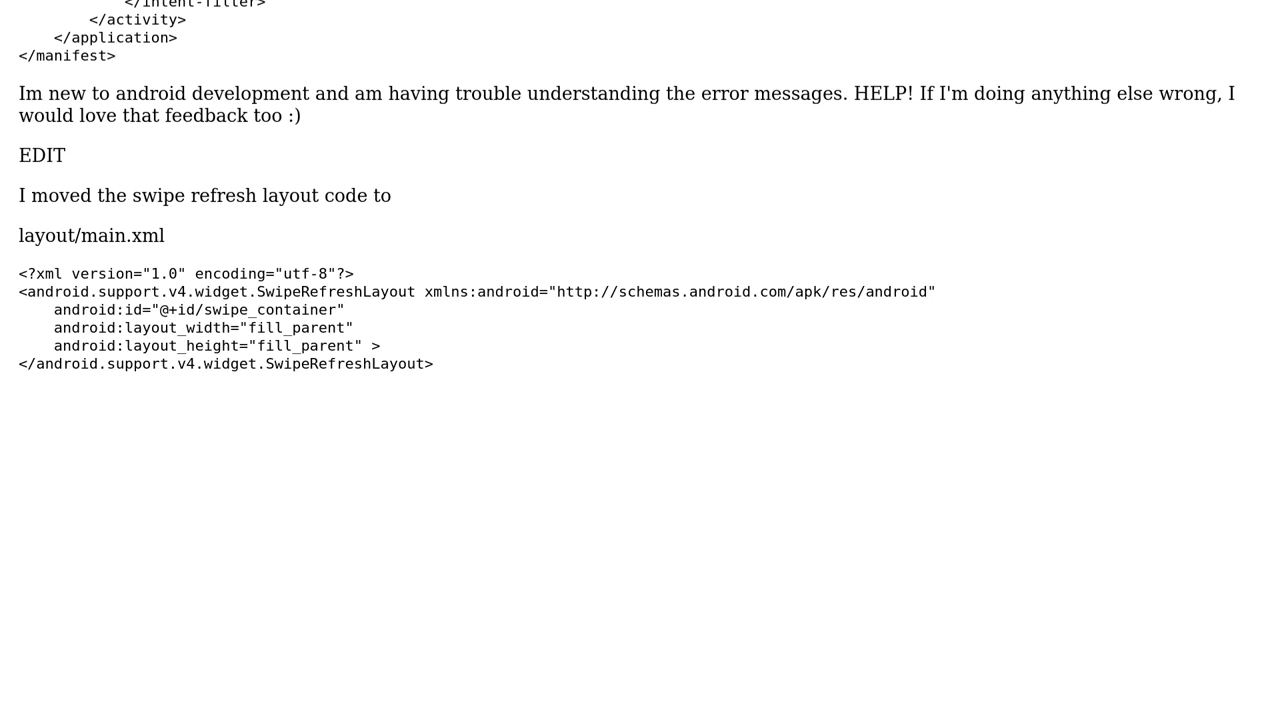 </intent-filter>
        </activity>
    </application>
</manifest>
Im new to android development and am having trouble understanding the error messages. HELP! If I'm doing anything else wrong, I
would love that feedback too :)
EDIT
I moved the swipe refresh layout code to
layout/main.xml
<?xml version="1.0" encoding="utf-8"?>
<android.support.v4.widget.SwipeRefreshLayout xmlns:android="http://schemas.android.com/apk/res/android"
    android:id="@+id/swipe_container"
    android:layout_width="fill_parent"
    android:layout_height="fill_parent" >
</android.support.v4.widget.SwipeRefreshLayout>